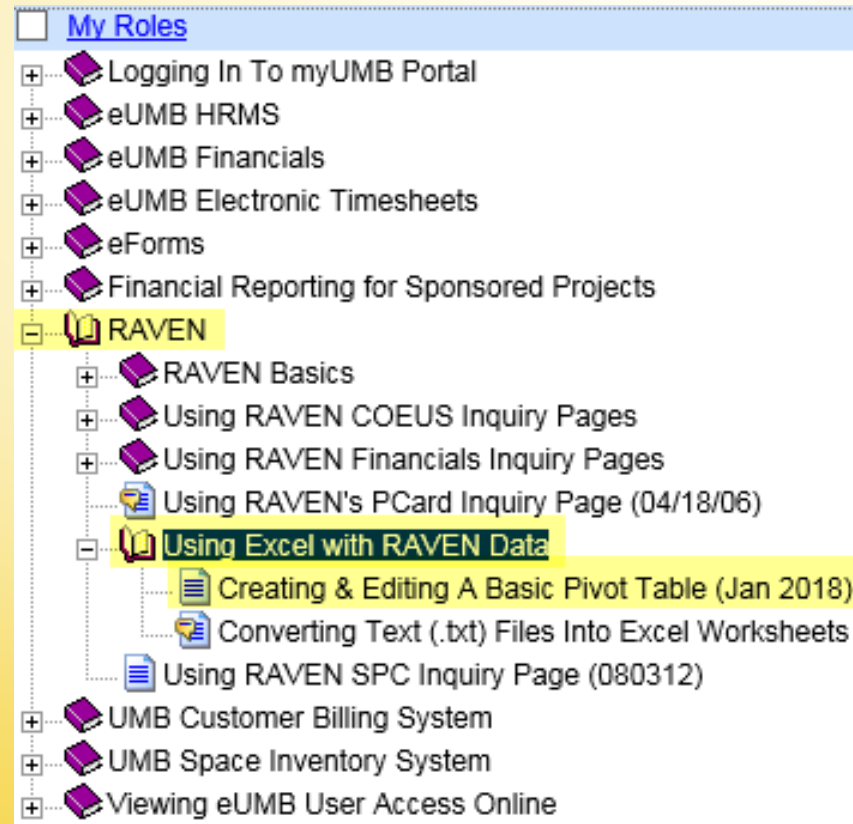 My Roles
Logging In To myUMB Portal
eUMB HRMS
eUMB Financials
eUMB Electronic Timesheets
eForms
Financial Reporting for Sponsored Projects
RAVEN
RAVEN Basics
Using RAVEN COEUS Inquiry Pages
Using RAVEN Financials Inquiry Pages
Using RAVEN's PCard Inquiry Page (04/18/06)
Using Excel with RAVEN Data
Creating & Editing A Basic Pivot Table (Jan 2018)
Converting Text (.txt) Files Into Excel Worksheets
Using RAVEN SPC Inquiry Page (080312)
UMB Customer Billing System
UMB Space Inventory System
Viewing eUMB User Access Online